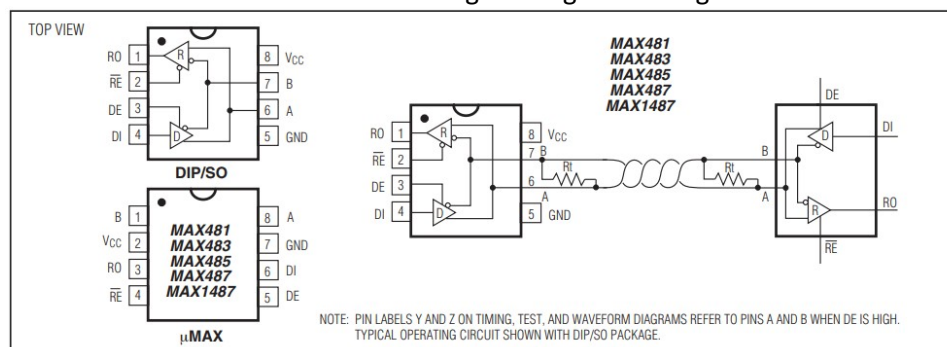 TOP VIEW
RO 1
RE 2
DE 3
DI 4
8 VCC
7 B
6 A
5 GND
R
D
DIP/SO
B 1
VCC 2
RO 3
RE 4
8 A
7 GND
6 DI
5 DE
MAX481
MAX483
MAX485
MAX487
MAX1487
µMAX
MAX481
MAX483
MAX485
MAX487
MAX1487
RO 1
RE 2
DE 3
DI 4
R
D
8 VCC
7 B
6 A
5 GND
Rt
Rt
B
A
DE
D
DI
R
RO
RE
NOTE: PIN LABELS Y AND Z ON TIMING, TEST, AND WAVEFORM DIAGRAMS REFER TO PINS A AND B WHEN DE IS HIGH.
TYPICAL OPERATING CIRCUIT SHOWN WITH DIP/SO PACKAGE.